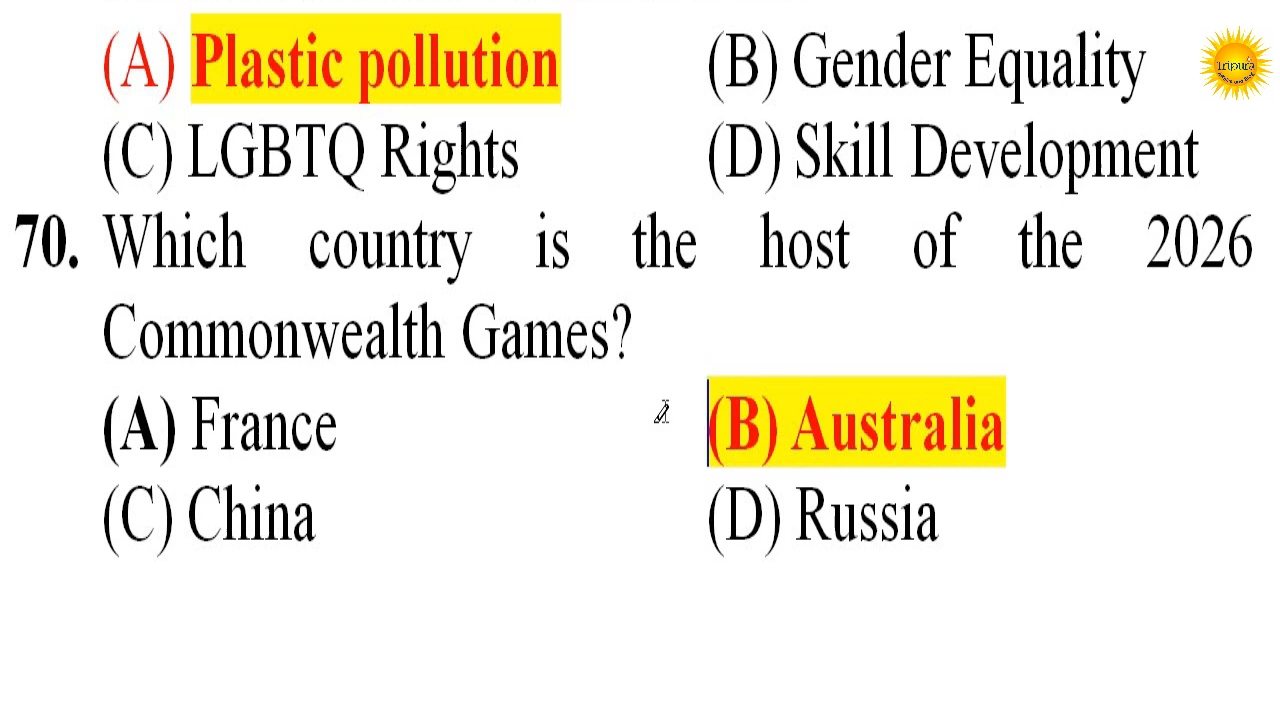 (A) Plastic pollution (B) Gender Equality
(C) LGBTQ Rights (D) Skill Development
70. Which country is the host of the 2026
Commonwealth Games?
(A) France (B) Australia
(C) China (D) Russia
Tripura